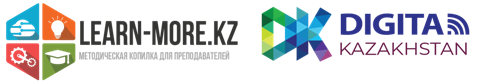 LEARN-MORE.KZ
МЕТОДИЧЕСКАЯ КОПИЛКА ДЛЯ ПРЕПОДАВАТЕЛЕЙ
DIGITA
KAZAKHSTAN